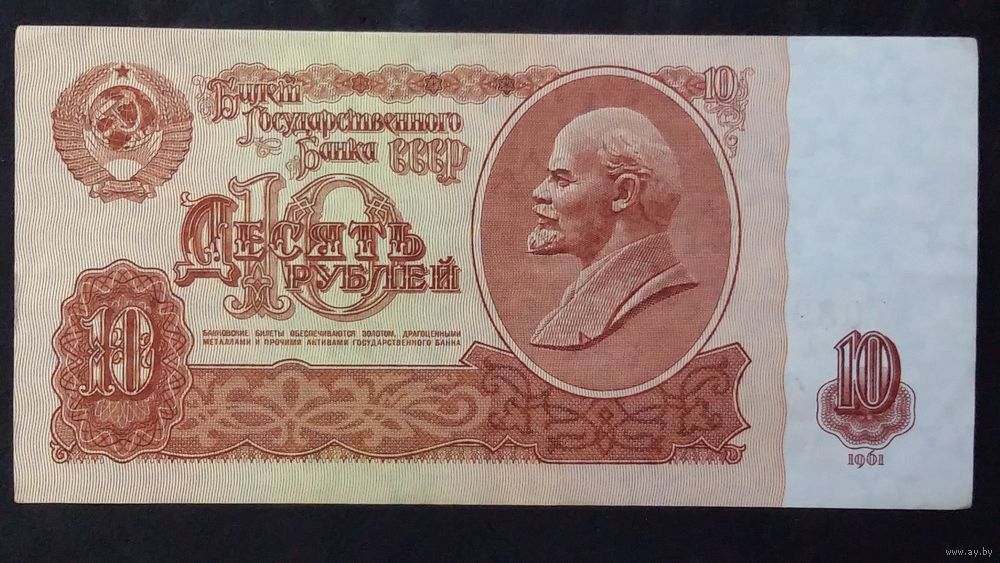 Билет
Государственного
Банка СССР
10
10
Десять
рублей
БАНКОВСКИЕ БИЛЕТЫ ОБЕСПЕЧИВАЮТСЯ ЗОЛОТОМ, ДРАГОЦЕННЫМИ
МЕТАЛЛАМИ И ПРОЧИМИ АКТИВАМИ ГОСУДАРСТВЕННОГО БАНКА
10
10
1961
www.ay.by